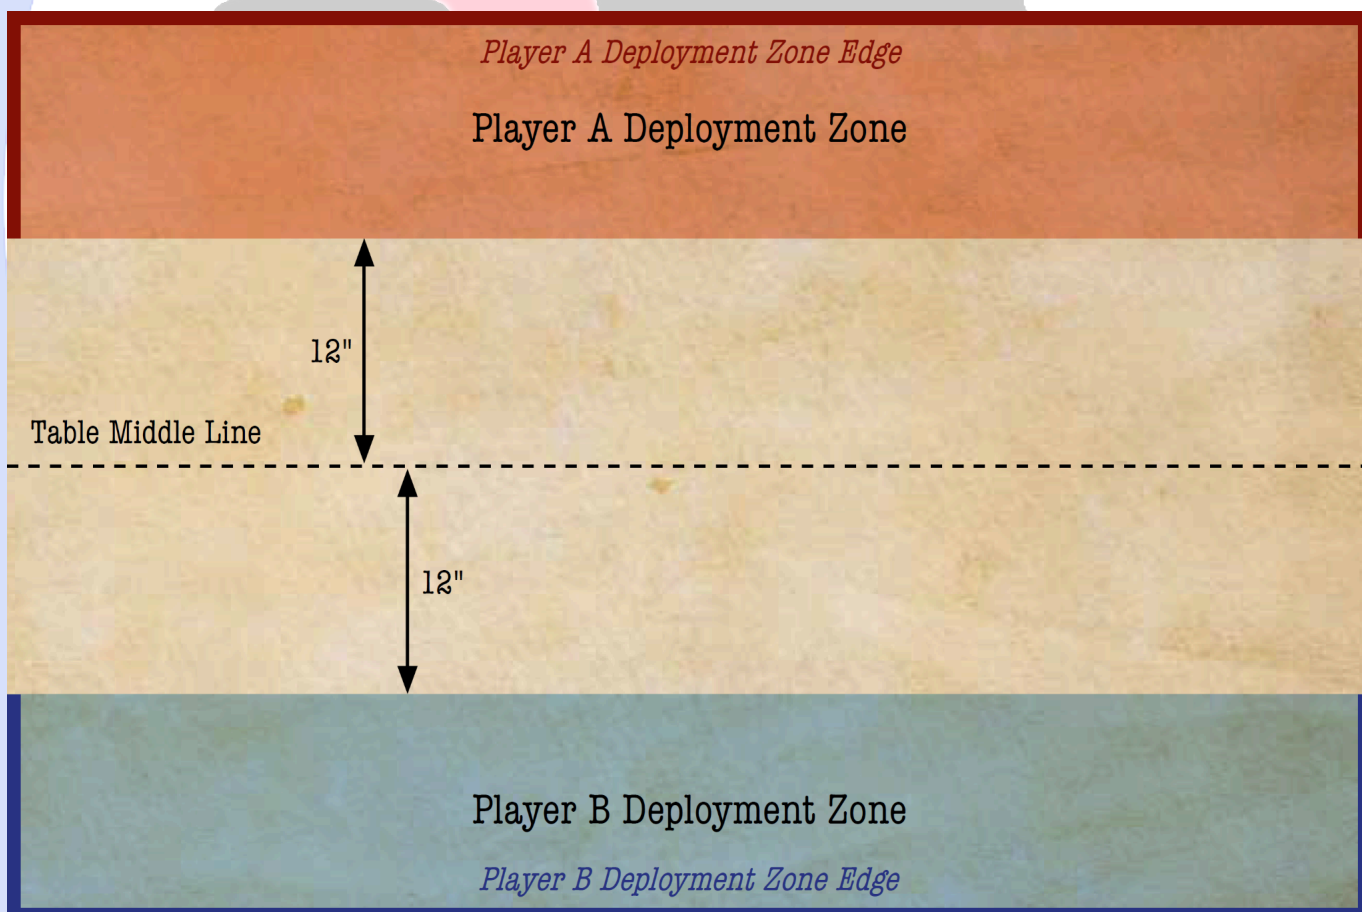 Player A Deployment Zone Edge
Player A Deployment Zone
12"
Table Middle Line
12"
Player B Deployment Zone
Player B Deployment Zone Edge